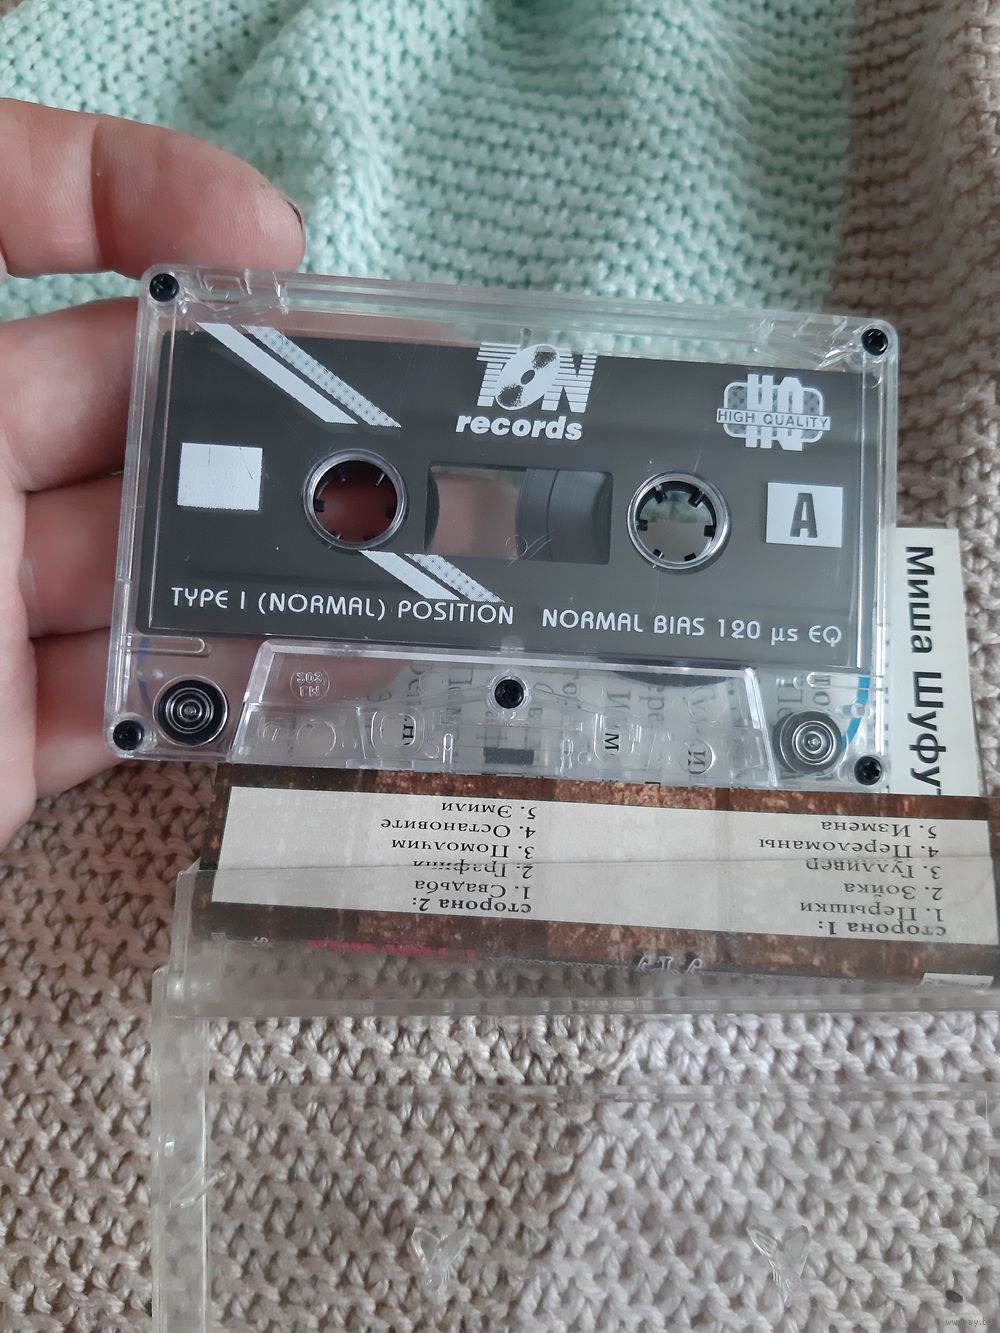 TON
records
HQ
HIGH QUALITY
A
TYPE I (NORMAL) POSITION NORMAL BIAS 120 µs EQ
Миша Шуфу
сторона 1:
1. Перышки
2. Зойка
3. Гулливер
4. Переломаны
5. Измена
сторона 2:
1. Свадьба
2. Графиня
3. Помолчим
4. Остановите
5. Эмили